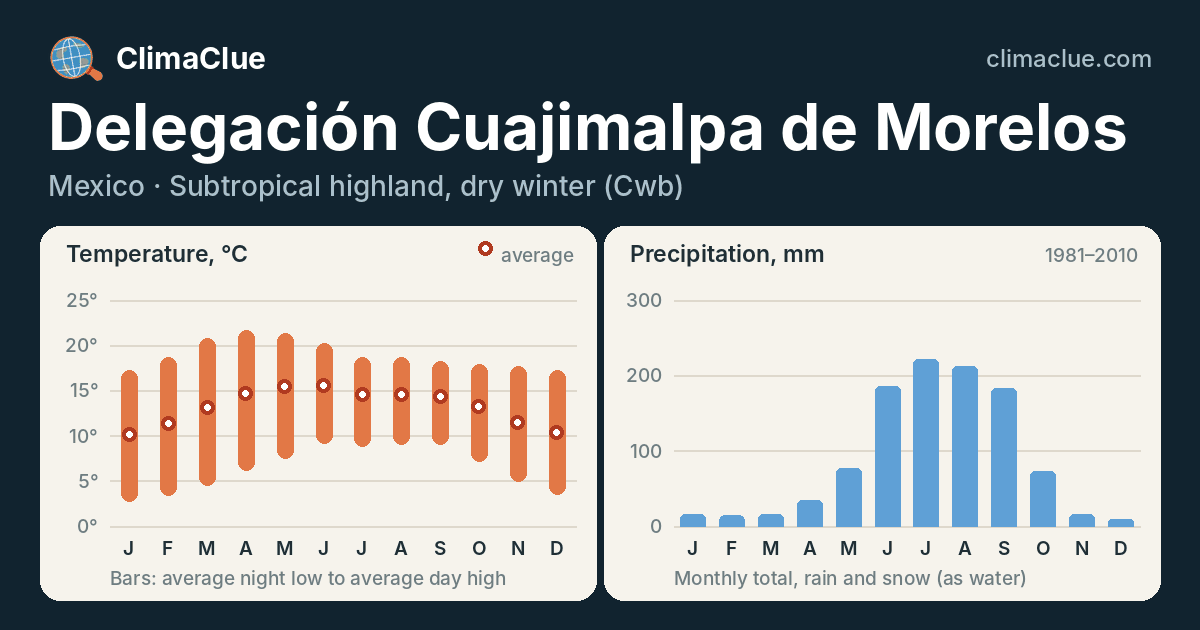 ClimaClue
climaclue.com
Delegación Cuajimalpa de Morelos
Mexico · Subtropical highland, dry winter (Cwb)
Temperature, °C
average
25°
20°
15°
10°
5°
0°
J F M A M J J A S O N D
Bars: average night low to average day high
Precipitation, mm
1981–2010
300
200
100
0
J F M A M J J A S O N D
Monthly total, rain and snow (as water)